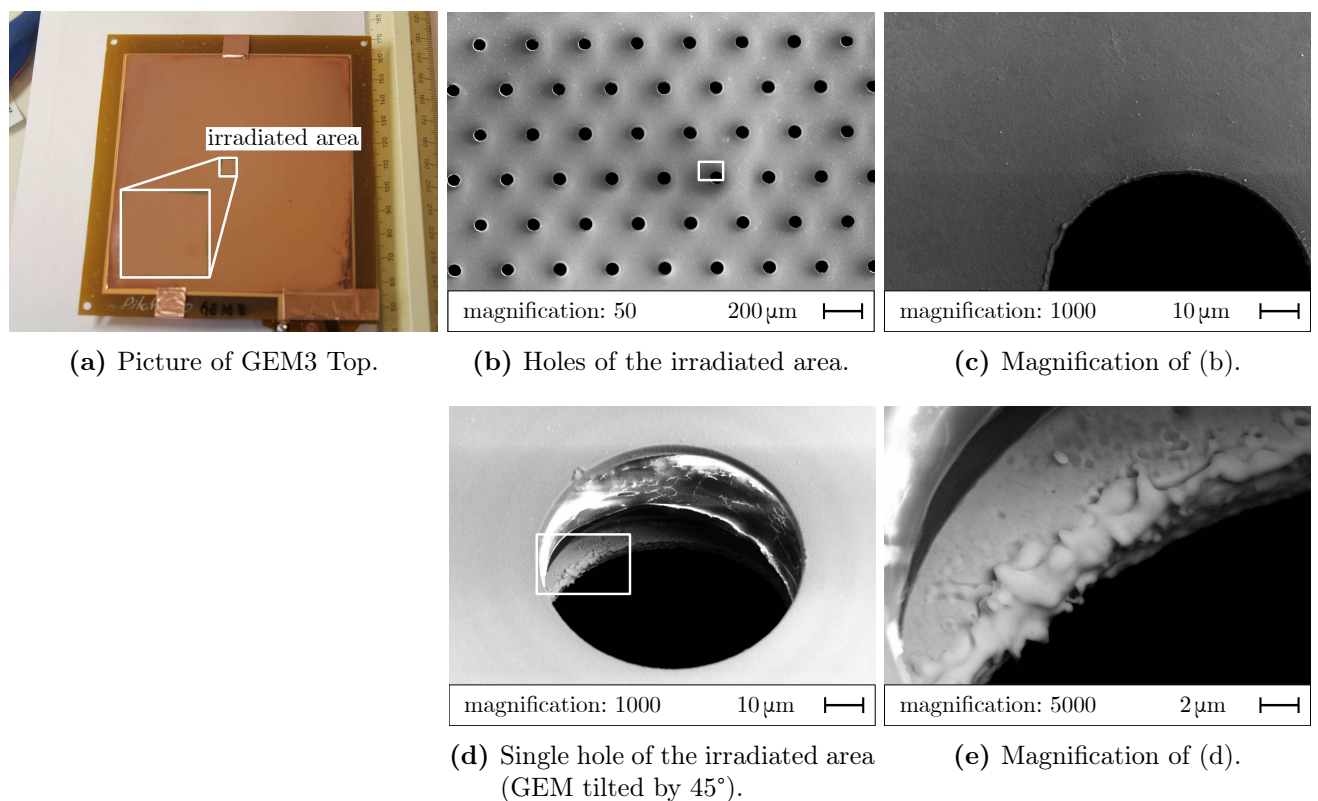 irradiated area
GEM 3
(a) Picture of GEM3 Top.
magnification: 50 200 µm
(b) Holes of the irradiated area.
magnification: 1000 10 µm
(c) Magnification of (b).
magnification: 1000 10 µm
(d) Single hole of the irradiated area
(GEM tilted by 45°).
magnification: 5000 2 µm
(e) Magnification of (d).